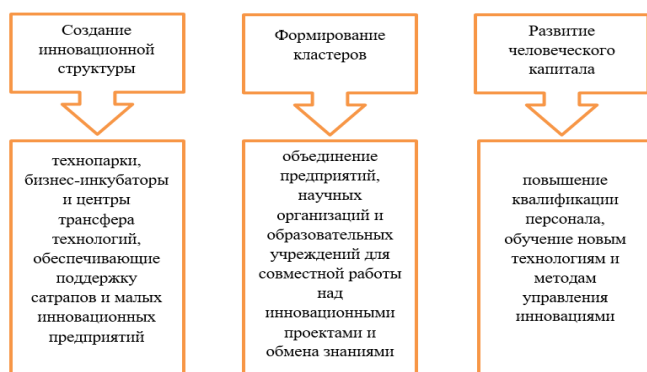 Создание
инновационной
структуры
Формирование
кластеров
Развитие
человеческого
капитала
технопарки,
бизнес-инкубаторы
и центры
трансфера
технологий,
обеспечивающие
поддержку
сатрапов и малых
инновационных
предприятий
объединение
предприятий,
научных
организаций и
образовательных
учреждений для
совместной работы
над
инновационными
проектами и
обмена знаниями
повышение
квалификации
персонала,
обучение новым
технологиям и
методам
управления
инновациями